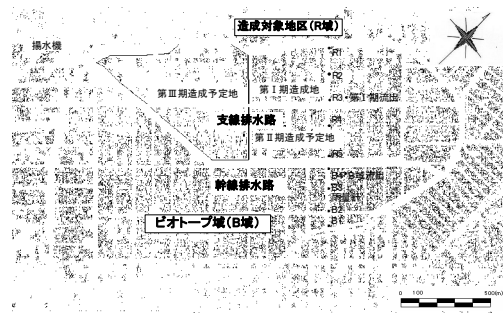 造成対象地区(R域)
揚水機
R1
R2
第Ⅲ期造成予定地
第Ⅰ期造成地
R3・第Ⅰ期流出
支線排水路
R4
第Ⅱ期造成予定地
R5
幹線排水路
B3
ビオトープ域(B域)
B2
B1
0 100 500(m)